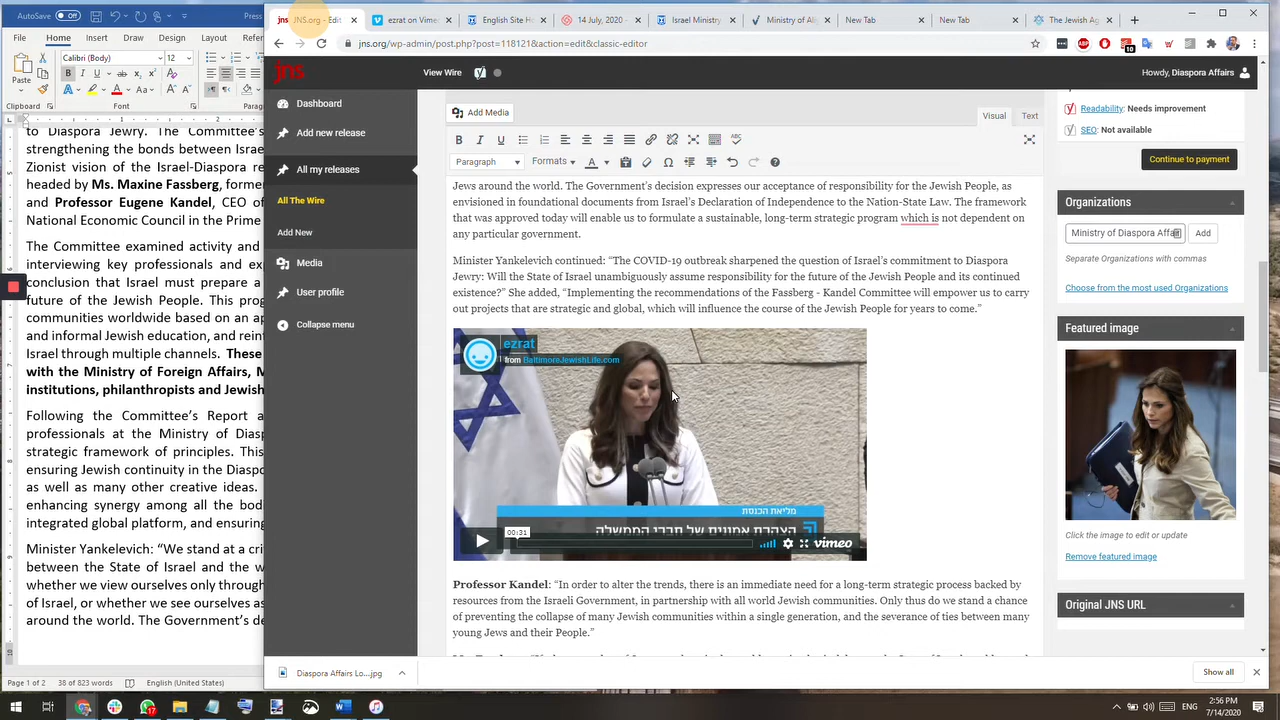 AutoSave Off
File Home Insert Draw Design
Calibri (Body) 12
Paste
Clipboard Font
to Diaspora Jewry. The Committee's
strengthening the bonds between Israe
Zionist vision of the Israel-Diaspora re
headed by Ms. Maxine Fassberg, former
and Professor Eugene Kandel, CEO of
National Economic Council in the Prime
The Committee examined activity and
interviewing key professionals and ex
conclusion that Israel must prepare a
future of the Jewish People. This prog
communities worldwide based on an ap
and informal Jewish education, and rein
Israel through multiple channels. These
with the Ministry of Foreign Affairs, M
institutions, philanthropists and Jewish
Following the Committee's Report a
professionals at the Ministry of Diasp
strategic framework of principles. This
ensuring Jewish continuity in the Diaspo
as well as many other creative ideas.
enhancing synergy among all the bod
integrated global platform, and ensuring
Minister Yankelevich: "We stand at a cri
between the State of Israel and the w
whether we view ourselves only through
of Israel, or whether we see ourselves as
around the world. The Government's de
Page 1 of 2 38 of 823 words English (United States)
jns JNS.org - Edit
ezrat on Vime
English Site H
14 July, 2020 -
Israel Ministry
Ministry of Ali
New Tab
New Tab
The Jewish Ag
jns.org/wp-admin/post.php?post=118121&action=edit&classic-editor
ABP
10
jns
View Wire
Howdy, Diaspora Affairs
Dashboard
Add new release
All my releases
All The Wire
Add New
Media
User profile
Collapse menu
Add Media
Visual Text
Paragraph Formats
Jews around the world. The Government's decision expresses our acceptance of responsibility for the Jewish People, as
envisioned in foundational documents from Israel's Declaration of Independence to the Nation-State Law. The framework
that was approved today will enable us to formulate a sustainable, long-term strategic program which is not dependent on
any particular government.
Minister Yankelevich continued: "The COVID-19 outbreak sharpened the question of Israel's commitment to Diaspora
Jewry: Will the State of Israel unambiguously assume responsibility for the future of the Jewish People and its continued
existence?" She added, "Implementing the recommendations of the Fassberg - Kandel Committee will empower us to carry
out projects that are strategic and global, which will influence the course of the Jewish People for years to come."
ezrat
from BaltimoreJewishLife.com
מליאת הכנסת
הצהרת אמונים של חברי הממשלה
00:31
vimeo
Professor Kandel: "In order to alter the trends, there is an immediate need for a long-term strategic process backed by
resources from the Israeli Government, in partnership with all world Jewish communities. Only thus do we stand a chance
of preventing the collapse of many Jewish communities within a single generation, and the severance of ties between many
young Jews and their People."
Readability: Needs improvement
SEO: Not available
Continue to payment
Organizations
Ministry of Diaspora Affai
Add
Separate Organizations with commas
Choose from the most used Organizations
Featured image
Click the image to edit or update
Remove featured image
Original JNS URL
Diaspora Affairs Lo....jpg
Show all
ENG
2:56 PM
7/14/2020